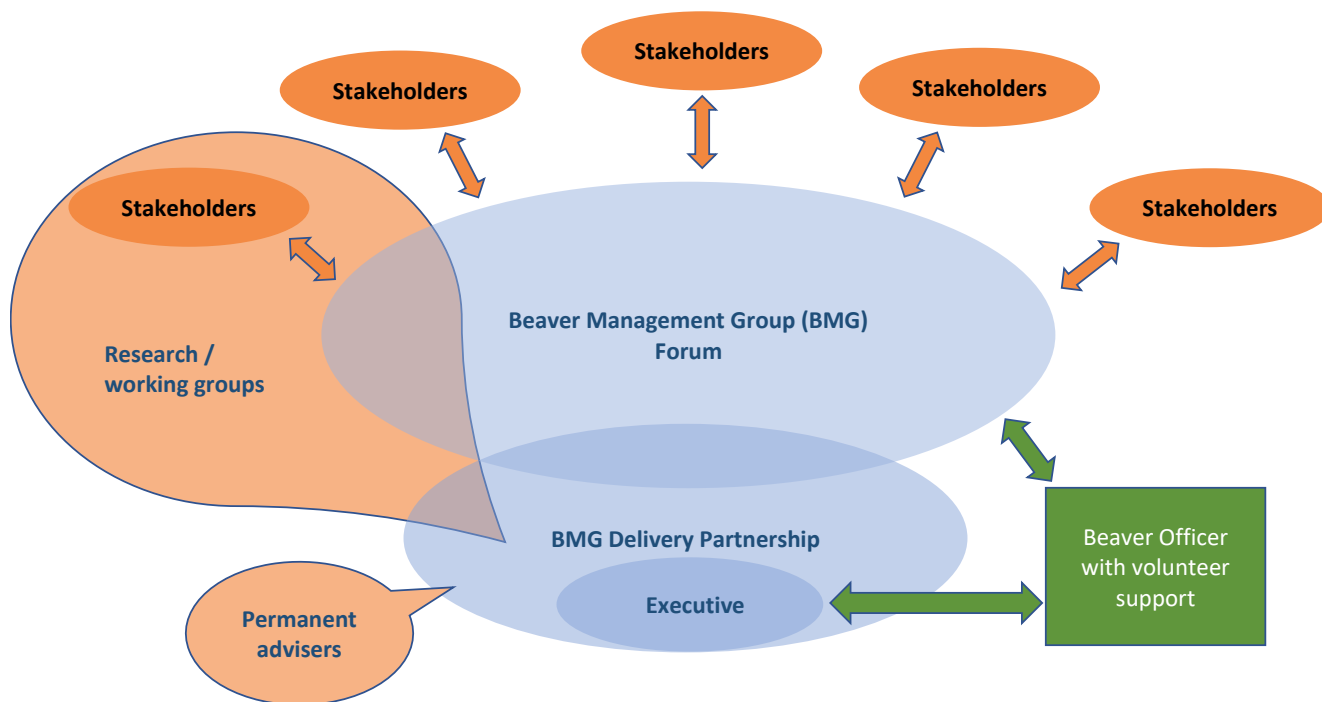 Stakeholders
Stakeholders
Stakeholders
Stakeholders
Stakeholders
Beaver Management Group (BMG)
Forum
Research /
working groups
BMG Delivery Partnership
Executive
Beaver Officer
with volunteer
support
Permanent
advisers